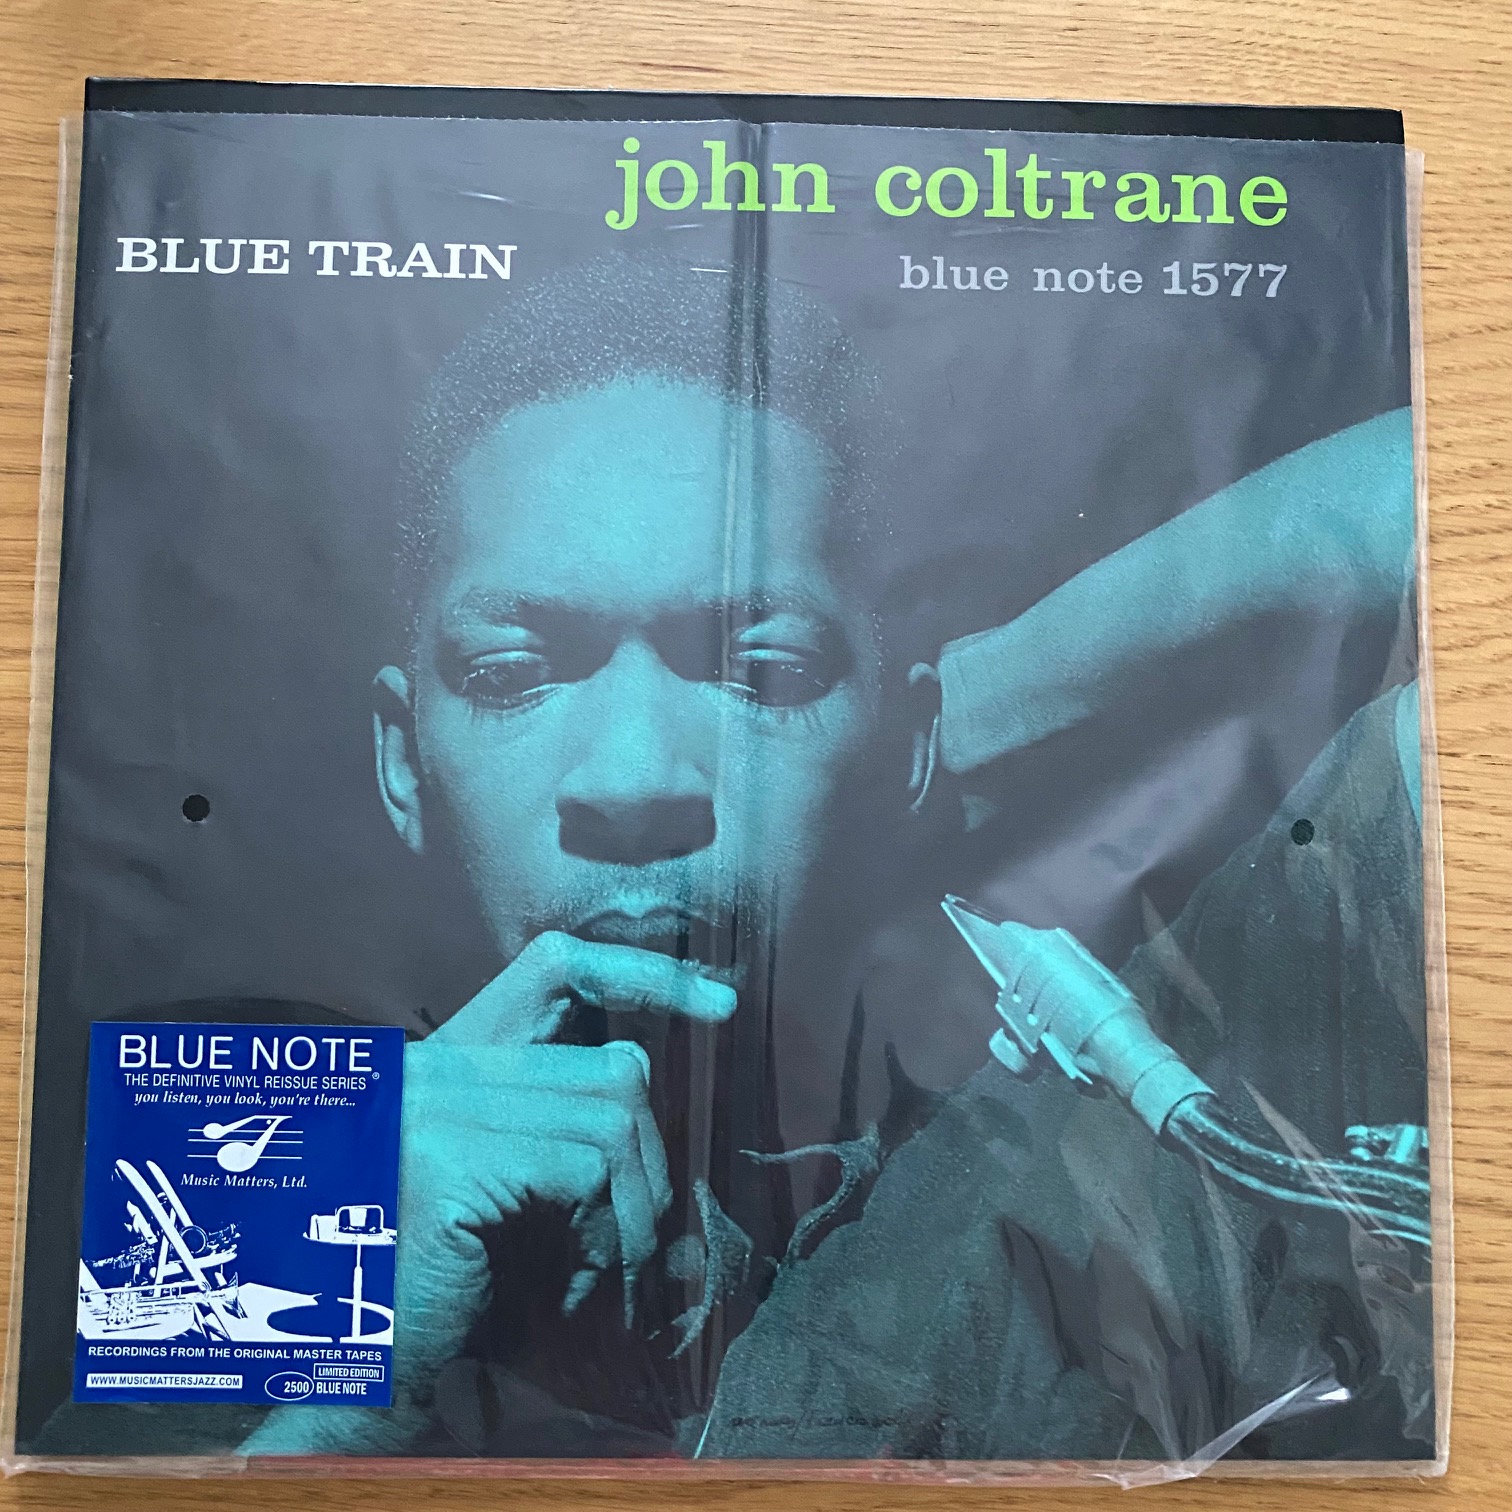 john coltrane
BLUE TRAIN
blue note 1577
BLUE NOTE
THE DEFINITIVE VINYL REISSUE SERIES ®
you listen, you look, you're there...
Music Matters, Ltd.
RECORDINGS FROM THE ORIGINAL MASTER TAPES
WWW.MUSICMATTERSJAZZ.COM
LIMITED EDITION
2500 BLUE NOTE